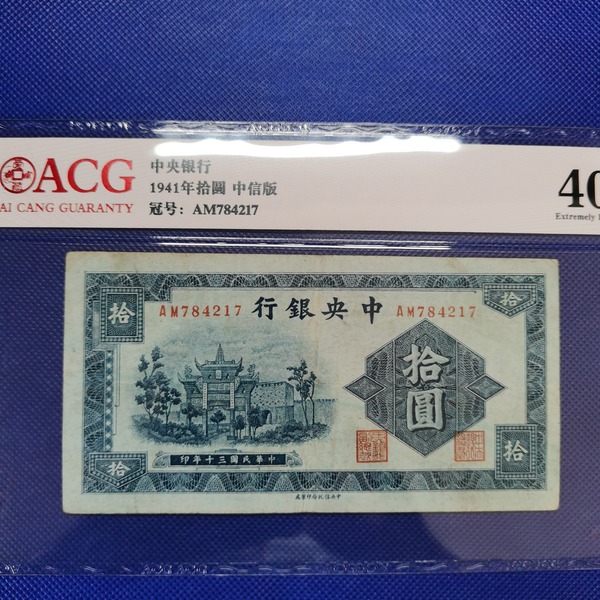 ACG
AI CANG GUARANTY
中央银行
1941年拾圓 中信版
冠号: AM784217
40
Extremely
行銀央中
AM784217
AM784217
拾
拾
拾圓
印年十三國民華中
拾
拾